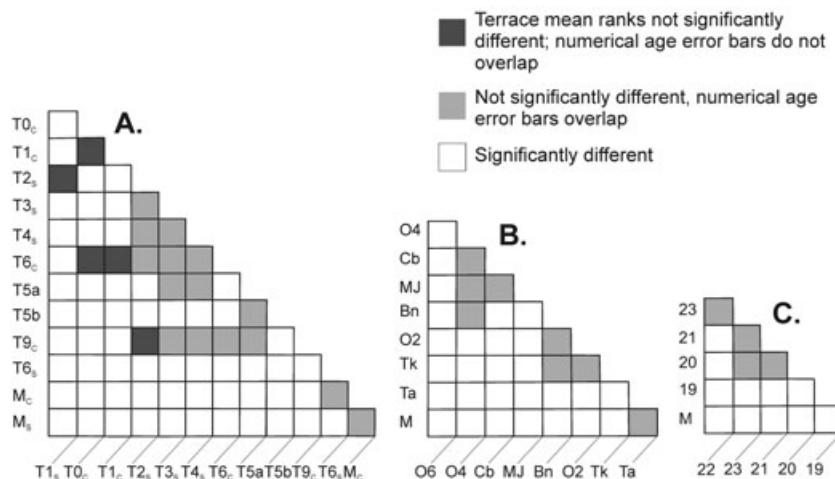 Terrace mean ranks not significantly
different; numerical age error bars do not
overlap
Not significantly different, numerical age
error bars overlap
Significantly different
A.
T0c
T1c
T2s
T3s
T4s
T6c
T5a
T5b
T9c
T6s
Mc
Ms
T1s T0c T1c T2s T3s T4s T6c T5a T5b T9c T6s Mc
B.
O4
Cb
MJ
Bn
O2
Tk
Ta
M
O6 O4 Cb MJ Bn O2 Tk Ta
C.
23
21
20
19
M
22 23 21 20 19